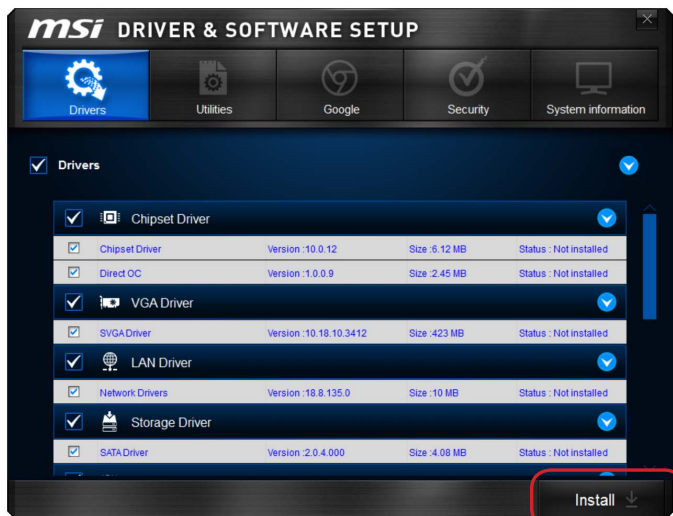 msi DRIVER & SOFTWARE SETUP
Drivers Utilities Google Security System information
Drivers
Chipset Driver
Chipset Driver Version :10.0.12 Size :6.12 MB Status : Not installed
Direct OC Version :1.0.0.9 Size :2.45 MB Status : Not installed
VGA Driver
SVGA Driver Version :10.18.10.3412 Size :423 MB Status : Not installed
LAN Driver
Network Drivers Version :18.8.135.0 Size :10 MB Status : Not installed
Storage Driver
SATA Driver Version :2.0.4.000 Size :4.08 MB Status : Not installed
Install